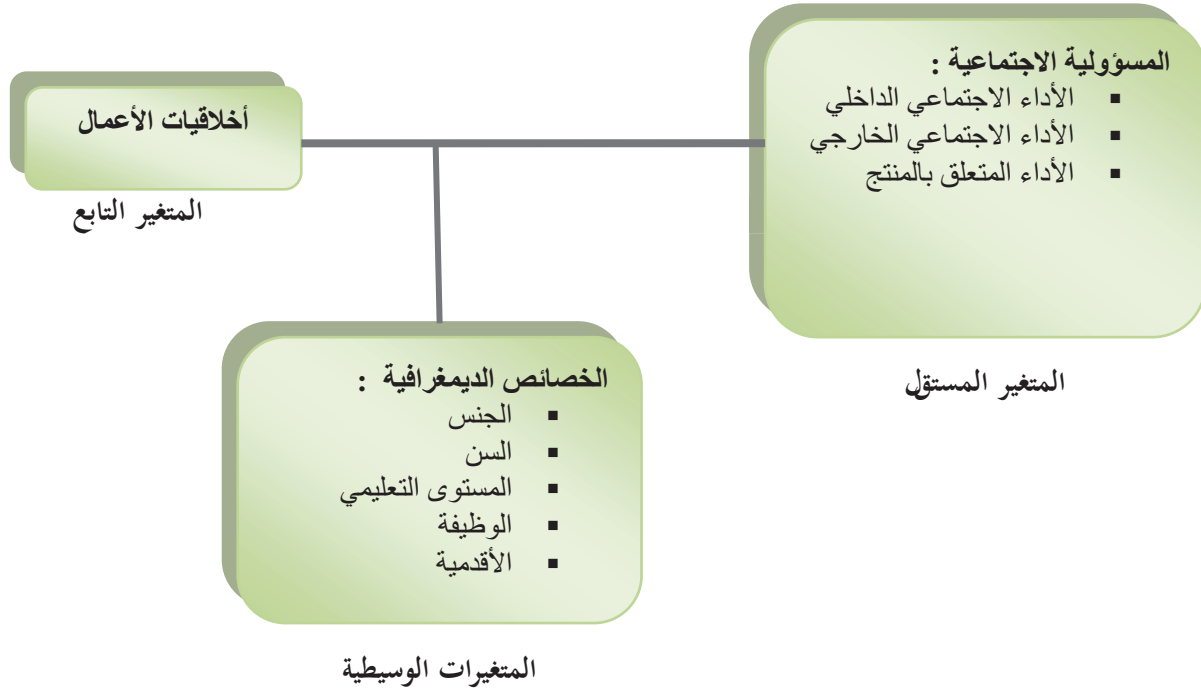 المسؤولية الاجتماعية :
▪ الأداء الاجتماعي الداخلي
▪ الأداء الاجتماعي الخارجي
▪ الأداء المتعلق بالمنتج
المتغير المستقل
أخلاقيات الأعمال
المتغير التابع
الخصائص الديمغرافية :
▪ الجنس
▪ السن
▪ المستوى التعليمي
▪ الوظيفة
▪ الأقدمية
المتغيرات الوسيطية